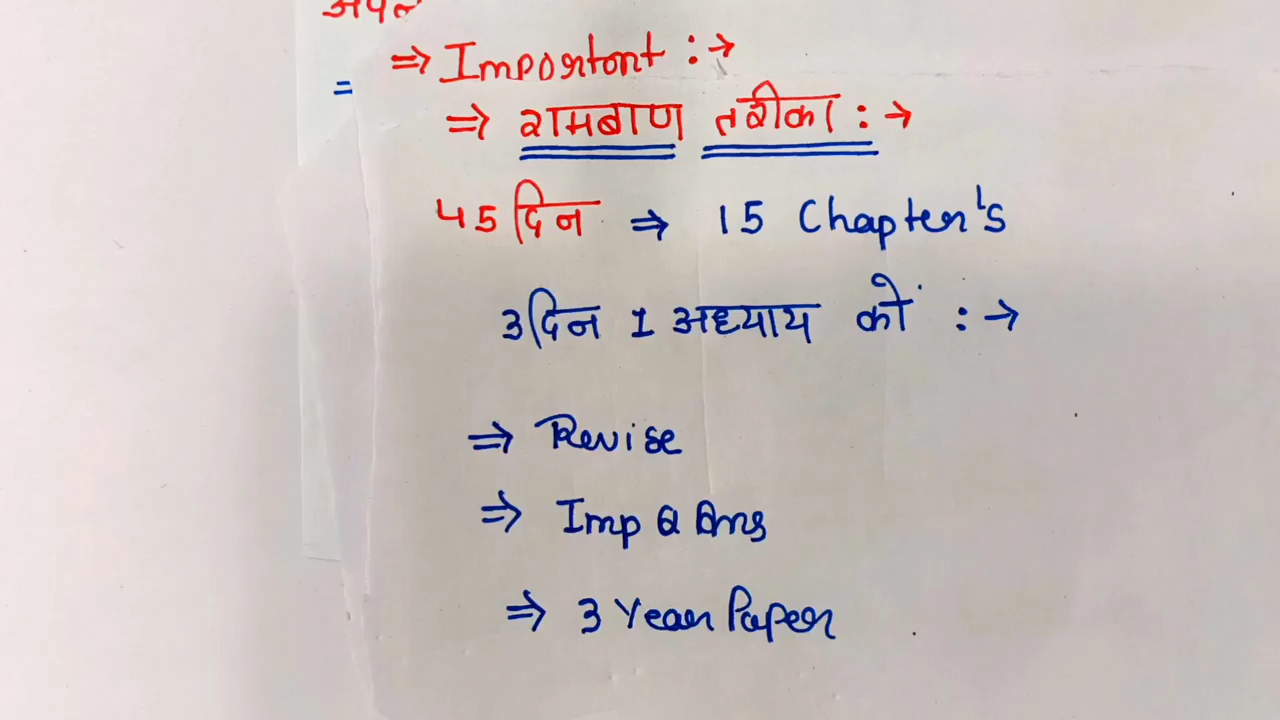 ⇒ Important :→
⇒ रामबाण तरीका :→
45 दिन ⇒ 15 Chapter's
3 दिन 1 अध्याय को :→
⇒ Revise
⇒ Imp Q Ans
⇒ 3 Year Paper